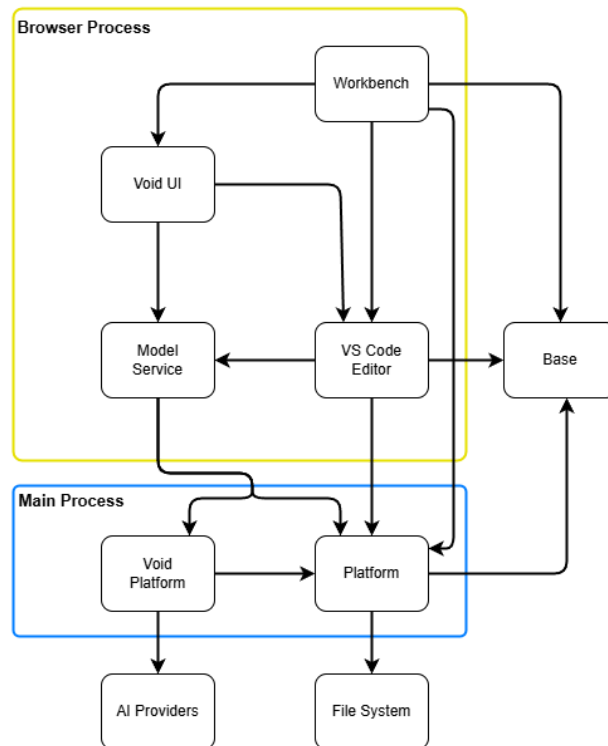 Browser Process
Workbench
Void UI
Model
Service
VS Code
Editor
Base
Main Process
Void
Platform
Platform
AI Providers
File System